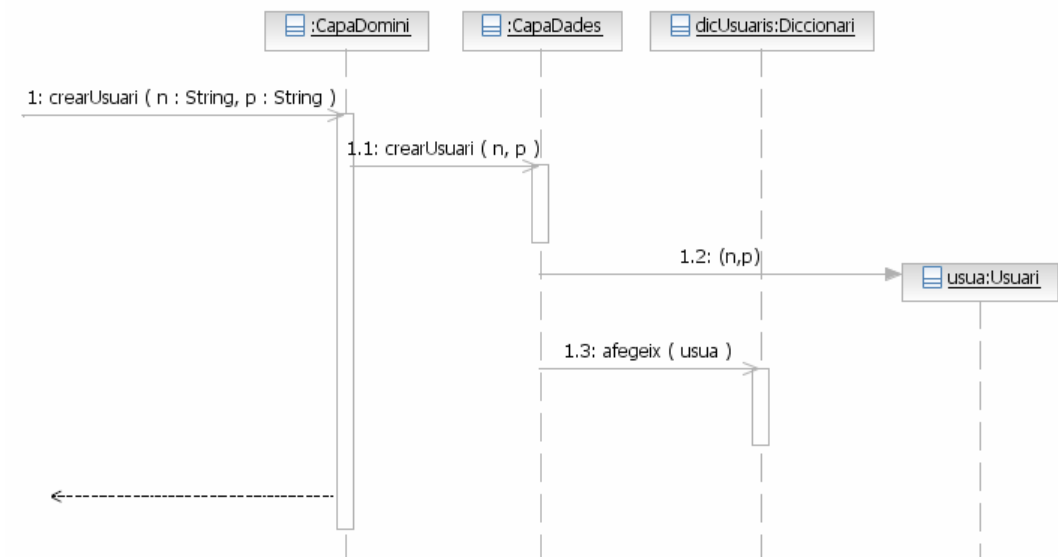 :CapaDomini
:CapaDades
dicUsuaris:Diccionari
1: crearUsuari ( n : String, p : String )
1.1: crearUsuari ( n, p )
1.2: (n,p)
usua:Usuari
1.3: afegeix ( usua )